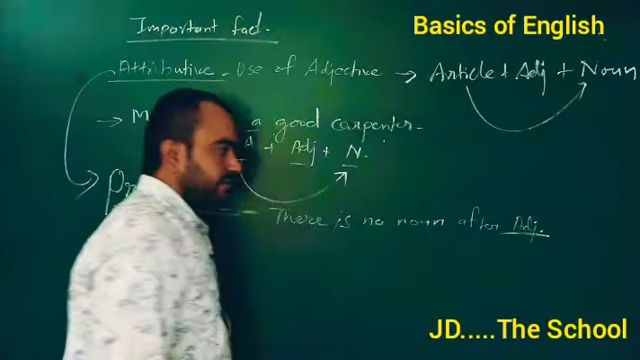 Basics of English
Important fact.
Attributive - Use of Adjective → Article + Adj + Noun
→ M a good carpenter.
A + Adj + N.
There is no noun after Adj.
JD.....The School